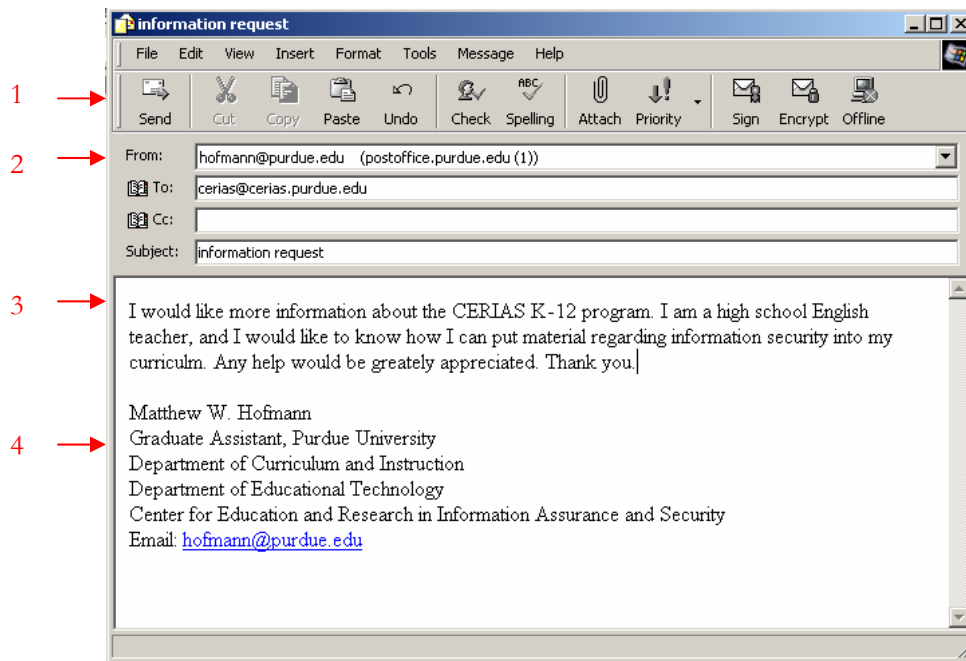 information request
File Edit View Insert Format Tools Message Help
1
ABC
Send Cut Copy Paste Undo Check Spelling Attach Priority Sign Encrypt Offline
2
From: hofmann@purdue.edu (postoffice.purdue.edu (1))
To: cerias@cerias.purdue.edu
Cc:
Subject: information request
3
I would like more information about the CERIAS K-12 program. I am a high school English
teacher, and I would like to know how I can put material regarding information security into my
curriculm. Any help would be greately appreciated. Thank you.
Matthew W. Hofmann
4
Graduate Assistant, Purdue University
Department of Curriculum and Instruction
Department of Educational Technology
Center for Education and Research in Information Assurance and Security
Email: hofmann@purdue.edu